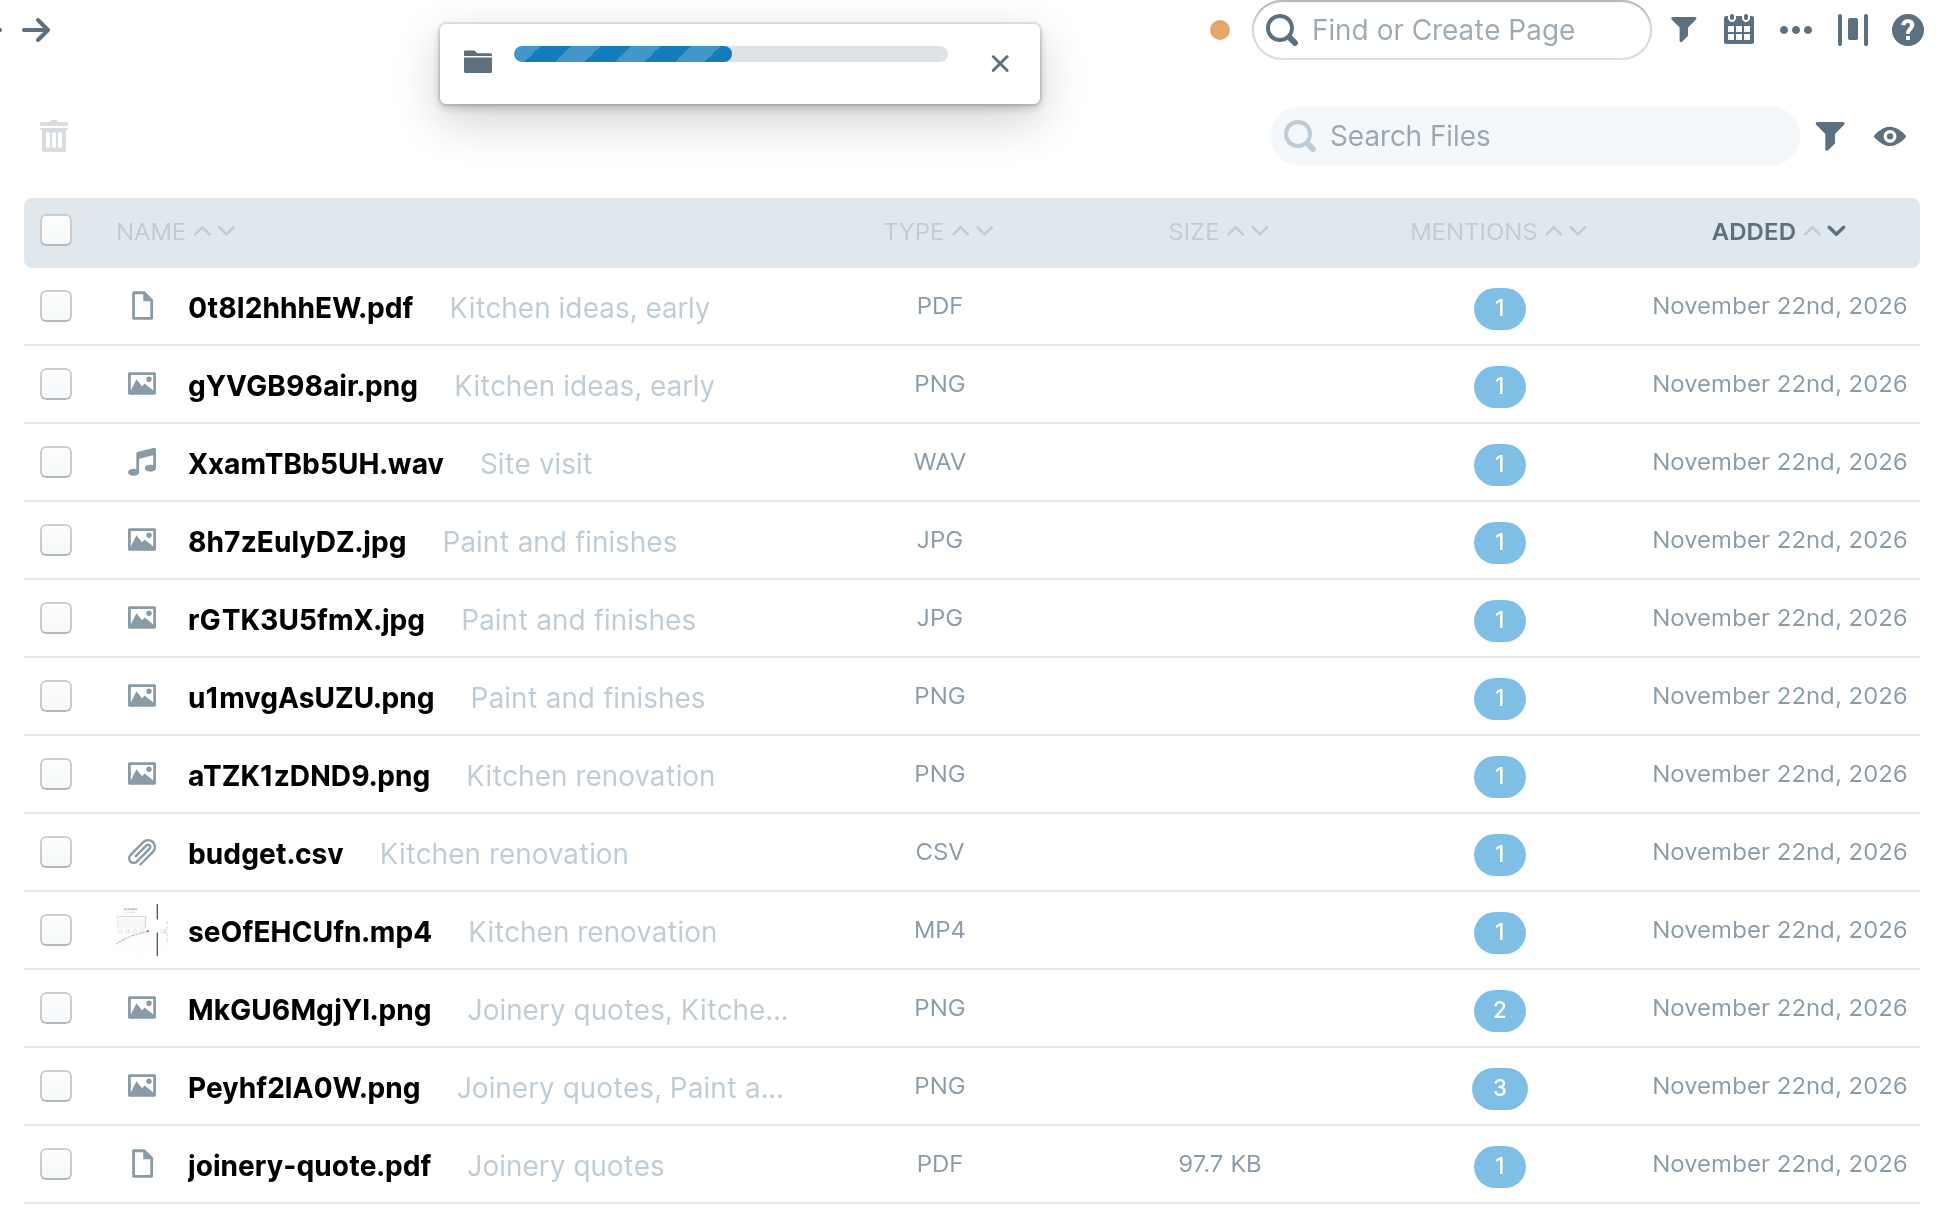 Find or Create Page
Search Files
NAME TYPE SIZE MENTIONS ADDED
0t8I2hhhEW.pdf Kitchen ideas, early PDF 1 November 22nd, 2026
gYVGB98air.png Kitchen ideas, early PNG 1 November 22nd, 2026
XxamTBb5UH.wav Site visit WAV 1 November 22nd, 2026
8h7zEulyDZ.jpg Paint and finishes JPG 1 November 22nd, 2026
rGTK3U5fmX.jpg Paint and finishes JPG 1 November 22nd, 2026
u1mvgAsUZU.png Paint and finishes PNG 1 November 22nd, 2026
aTZK1zDND9.png Kitchen renovation PNG 1 November 22nd, 2026
budget.csv Kitchen renovation CSV 1 November 22nd, 2026
seOfEHCUfn.mp4 Kitchen renovation MP4 1 November 22nd, 2026
MkGU6MgjYI.png Joinery quotes, Kitche... PNG 2 November 22nd, 2026
Peyhf2IA0W.png Joinery quotes, Paint a... PNG 3 November 22nd, 2026
joinery-quote.pdf Joinery quotes PDF 97.7 KB 1 November 22nd, 2026